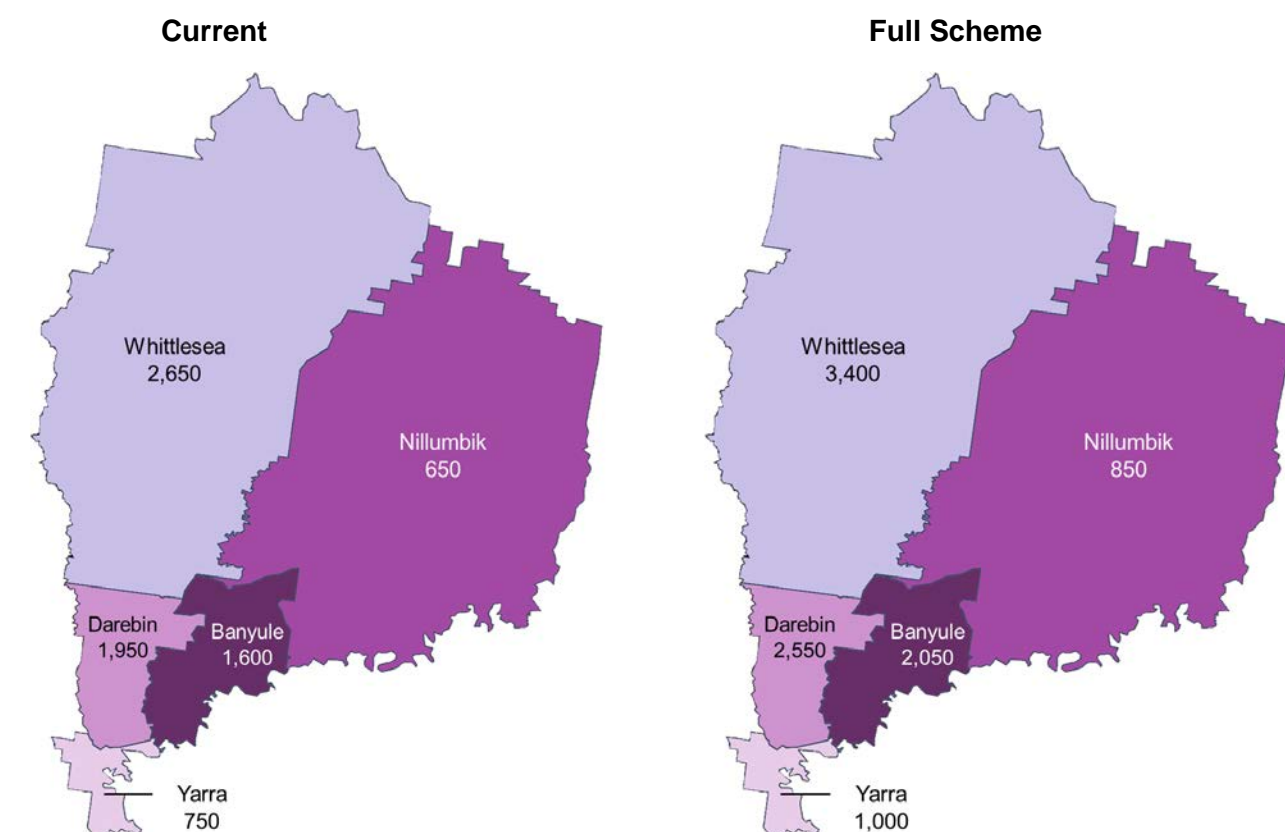 Current
Whittlesea
2,650
Nillumbik
650
Darebin
1,950
Banyule
1,600
Yarra
750
Full Scheme
Whittlesea
3,400
Nillumbik
850
Darebin
2,550
Banyule
2,050
Yarra
1,000